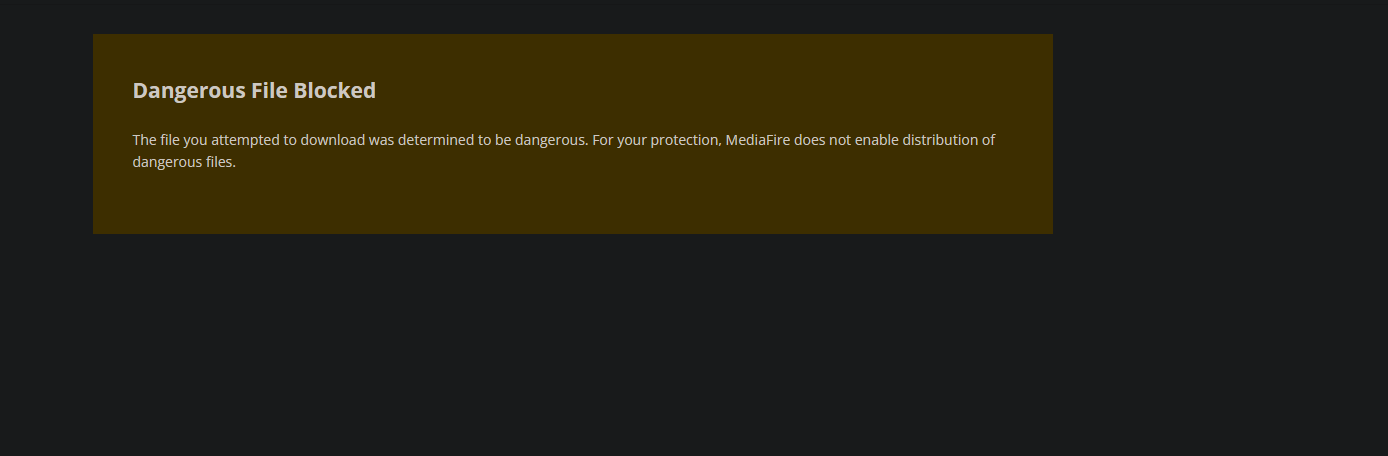 Dangerous File Blocked
The file you attempted to download was determined to be dangerous. For your protection, MediaFire does not enable distribution of
dangerous files.